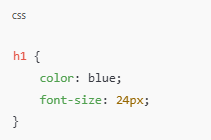 css
h1 {
    color: blue;
    font-size: 24px;
}